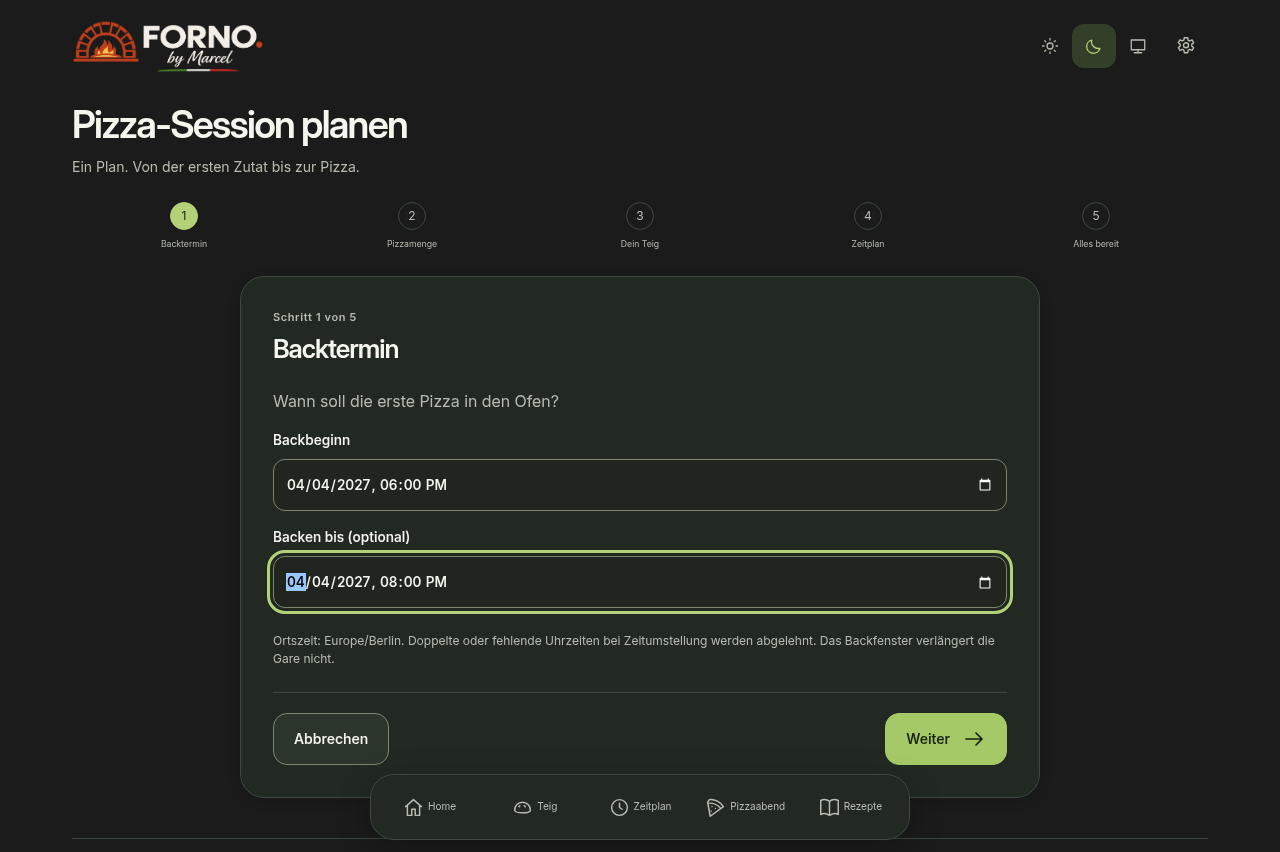 FORNO.
by Marcel
Pizza-Session planen
Ein Plan. Von der ersten Zutat bis zur Pizza.
1
2
3
4
5
Backtermin
Pizzamenge
Dein Teig
Zeitplan
Alles bereit
Schritt 1 von 5
Backtermin
Wann soll die erste Pizza in den Ofen?
Backbeginn
04/04/2027, 06:00 PM
Backen bis (optional)
04/04/2027, 08:00 PM
Ortszeit: Europe/Berlin. Doppelte oder fehlende Uhrzeiten bei Zeitumstellung werden abgelehnt. Das Backfenster verlängert die
Gare nicht.
Abbrechen
Weiter
Home
Teig
Zeitplan
Pizzaabend
Rezepte